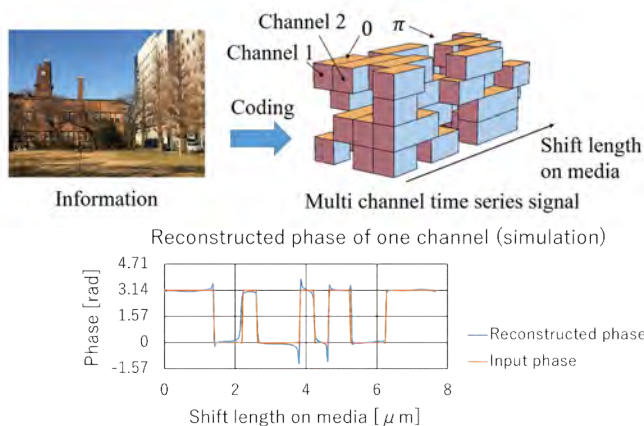 Channel 2
0
π
Channel 1
Coding
Shift length
on media
Information
Multi channel time series signal
Reconstructed phase of one channel (simulation)
4.71
3.14
1.57
0
-1.57
Phase [rad]
Reconstructed phase
Input phase
0 2 4 6 8
Shift length on media [ μm]